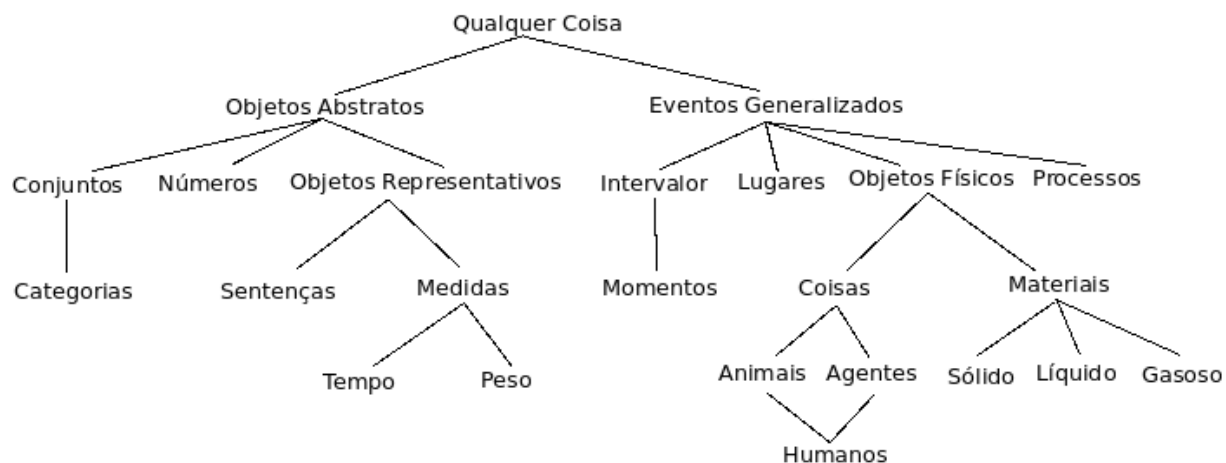 Qualquer Coisa
Objetos Abstratos
Eventos Generalizados
Conjuntos
Números
Objetos Representativos
Intervalor
Lugares
Objetos Físicos
Processos
Categorias
Sentenças
Medidas
Momentos
Coisas
Materiais
Tempo
Peso
Animais
Agentes
Sólido
Líquido
Gasoso
Humanos